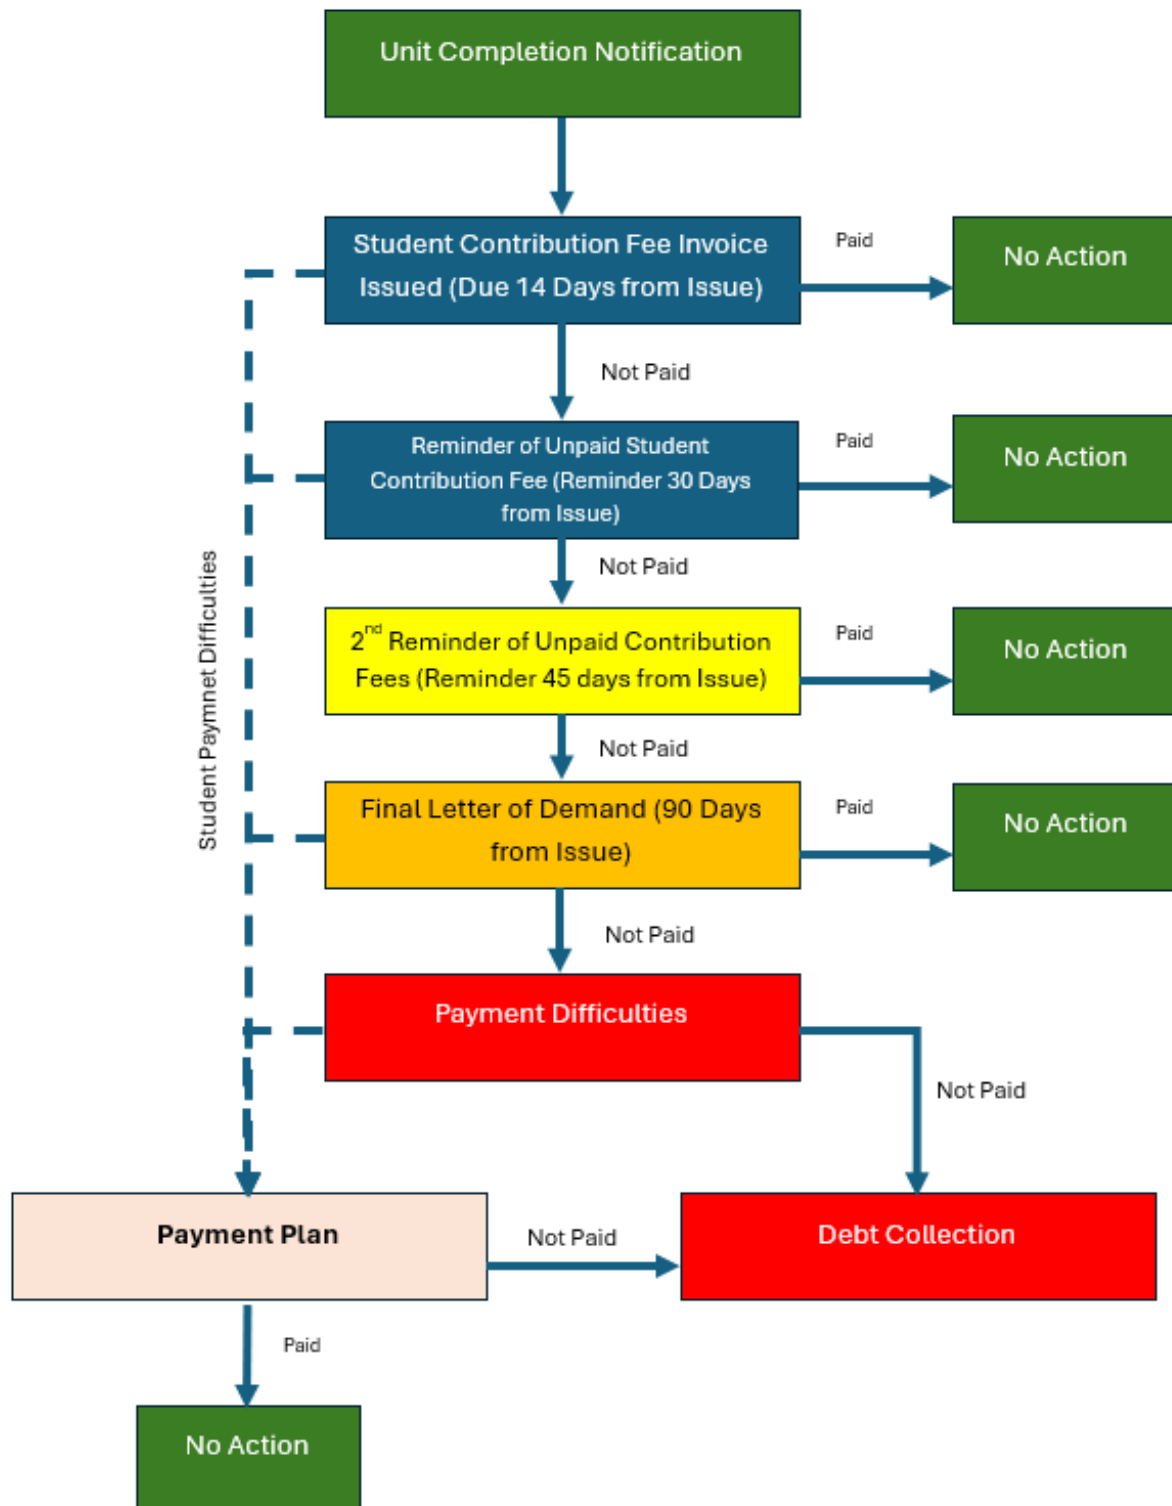 Unit Completion Notification
Student Contribution Fee Invoice
Issued (Due 14 Days from Issue)
Paid
No Action
Not Paid
Reminder of Unpaid Student
Contribution Fee (Reminder 30 Days
from Issue)
Paid
No Action
Not Paid
2nd Reminder of Unpaid Contribution
Fees (Reminder 45 days from Issue)
Paid
No Action
Not Paid
Student Paymnet Difficulties
Final Letter of Demand (90 Days
from Issue)
Paid
No Action
Not Paid
Payment Difficulties
Not Paid
Payment Plan
Not Paid
Debt Collection
Paid
No Action